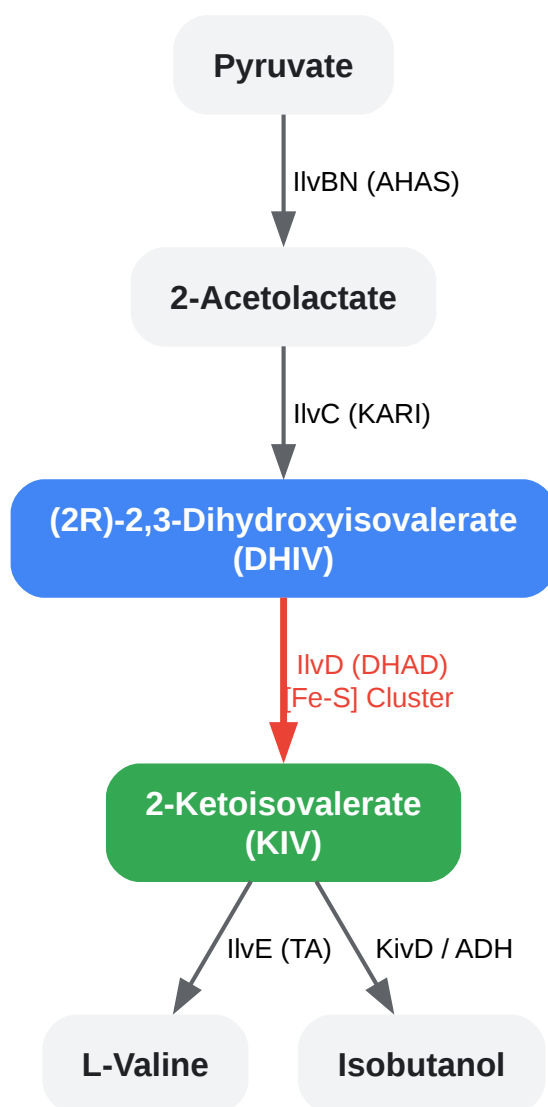 Pyruvate
IlvBN (AHAS)
2-Acetolactate
IlvC (KARI)
(2R)-2,3-Dihydroxyisovalerate
(DHIV)
IlvD (DHAD)
[Fe-S] Cluster
2-Ketoisovalerate
(KIV)
IlvE (TA)
KivD / ADH
L-Valine
Isobutanol